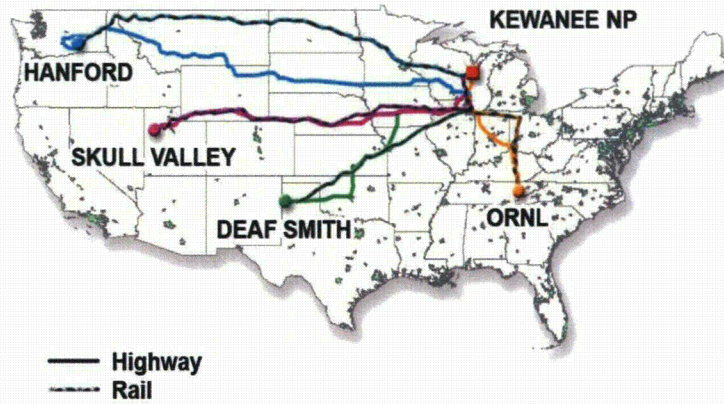 KEWANEE NP
HANFORD
SKULL VALLEY
DEAF SMITH
ORNL
Highway
Rail